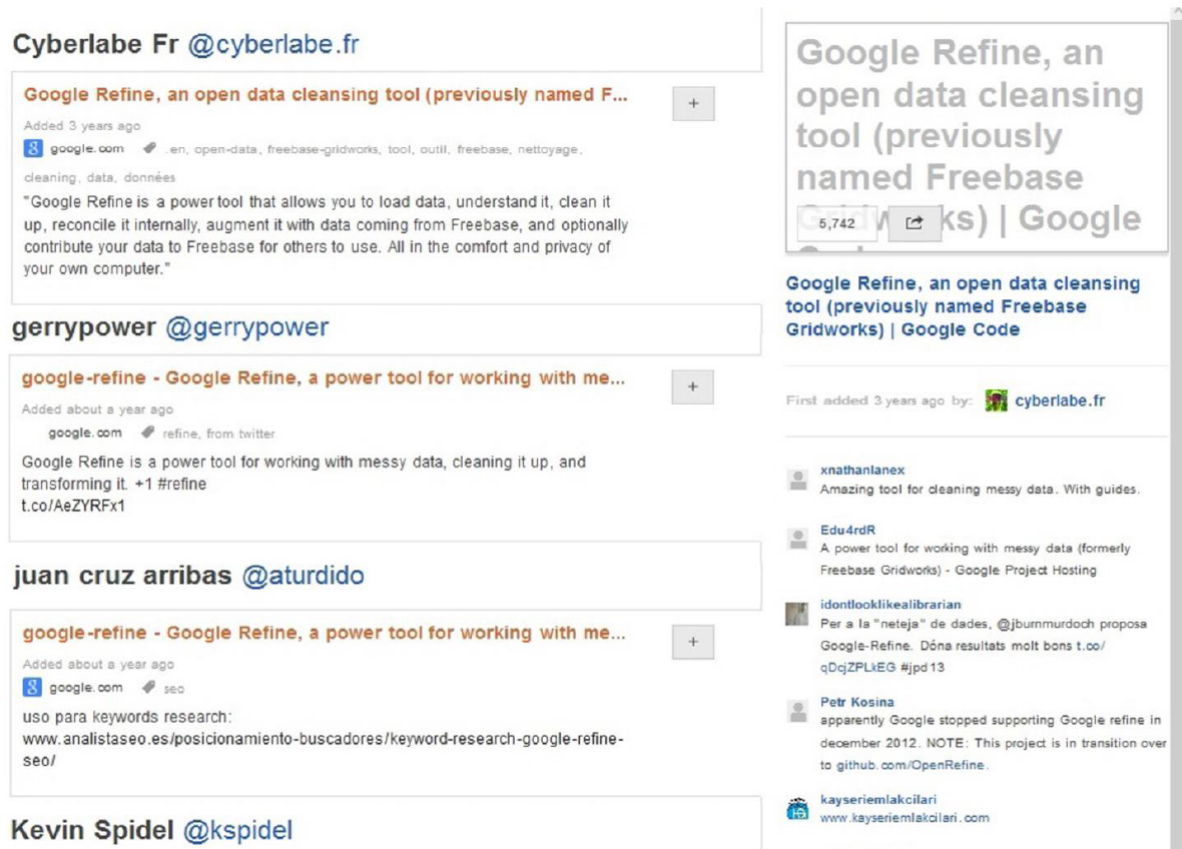 Cyberlabe Fr @cyberlabe.fr
Google Refine, an open data cleansing tool (previously named F...
+
Added 3 years ago
google.com .en, open-data, freebase-gridworks, tool, outil, freebase, nettoyage,
cleaning, data, données
"Google Refine is a power tool that allows you to load data, understand it, clean it
up, reconcile it internally, augment it with data coming from Freebase, and optionally
contribute your data to Freebase for others to use. All in the comfort and privacy of
your own computer."
gerrypower @gerrypower
google-refine - Google Refine, a power tool for working with me...
+
Added about a year ago
google.com refine, from twitter
Google Refine is a power tool for working with messy data, cleaning it up, and
transforming it. +1 #refine
t.co/AeZYRFx1
juan cruz arribas @aturdido
google-refine - Google Refine, a power tool for working with me...
+
Added about a year ago
google.com seo
uso para keywords research:
www.analistaseo.es/posicionamiento-buscadores/keyword-research-google-refine-
seo/
Kevin Spidel @kspidel
Google Refine, an
open data cleansing
tool (previously
named Freebase
Gridworks) | Google
5,742
Google Refine, an open data cleansing
tool (previously named Freebase
Gridworks) | Google Code
First added 3 years ago by: cyberlabe.fr
xnathanlanex
Amazing tool for cleaning messy data. With guides.
Edu4rdR
A power tool for working with messy data (formerly
Freebase Gridworks) - Google Project Hosting
idontlooklikealibrarian
Per a la "neteja" de dades, @jburnmurdoch proposa
Google-Refine. Dóna resultats molt bons t.co/
qDcjZPLkEG #jpd13
Petr Kosina
apparently Google stopped supporting Google refine in
december 2012. NOTE: This project is in transition over
to github.com/OpenRefine.
kayseriemlakcilari
www.kayseriemlakcilari.com